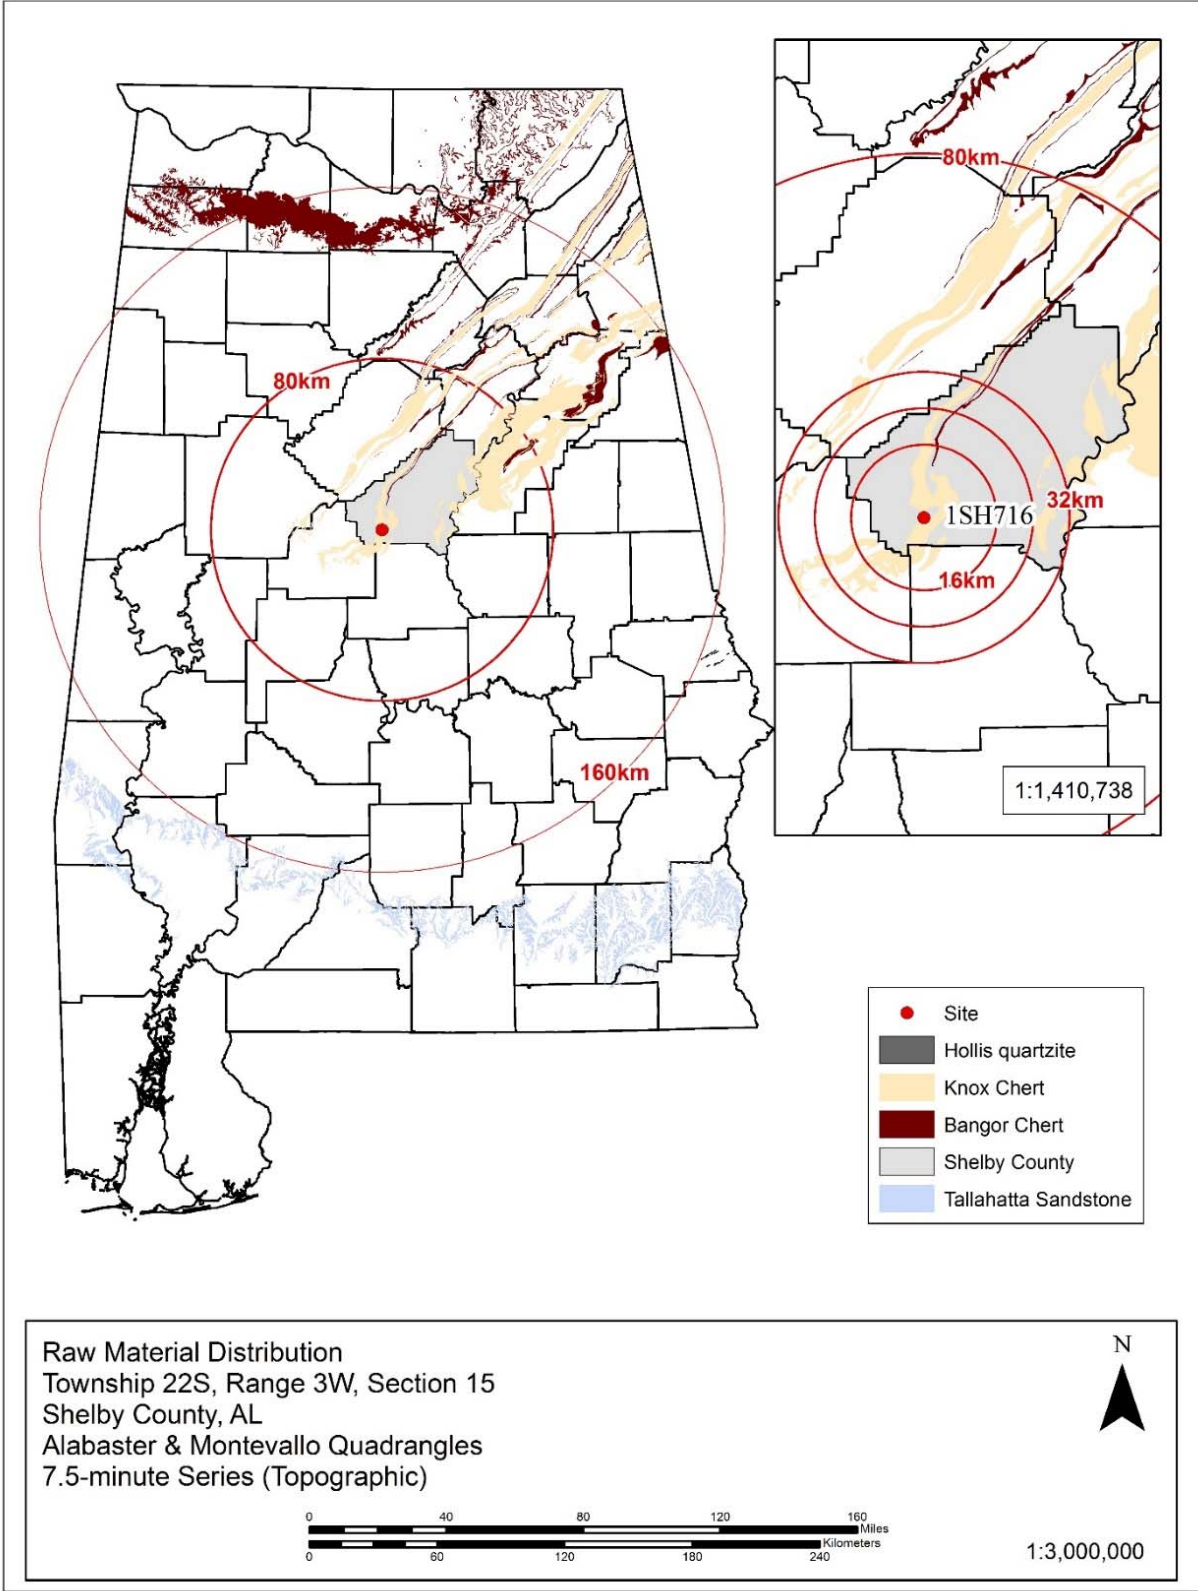 80km
160km
80km
1SH716
32km
16km
1:1,410,738
Site
Hollis quartzite
Knox Chert
Bangor Chert
Shelby County
Tallahatta Sandstone
Raw Material Distribution
Township 22S, Range 3W, Section 15
Shelby County, AL
Alabaster & Montevallo Quadrangles
7.5-minute Series (Topographic)
N
0 40 80 120 160
Miles
Kilometers
0 60 120 180 240
1:3,000,000